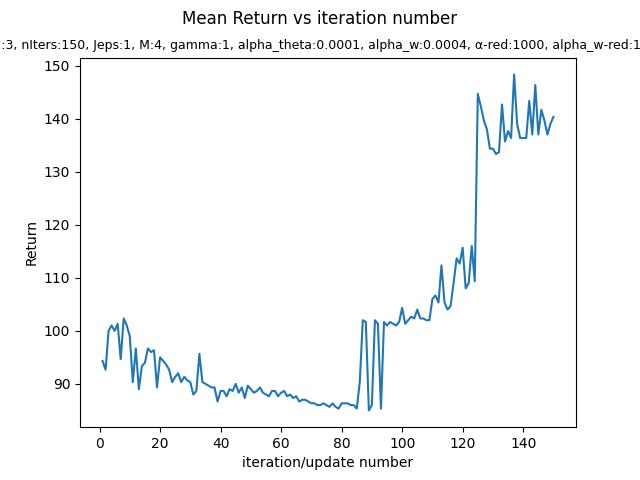 Mean Return vs iteration number
:3, nIters:150, Jeps:1, M:4, gamma:1, alpha_theta:0.0001, alpha_w:0.0004, α-red:1000, alpha_w-red:1
150
140
130
120
110
100
90
Return
0 20 40 60 80 100 120 140
iteration/update number